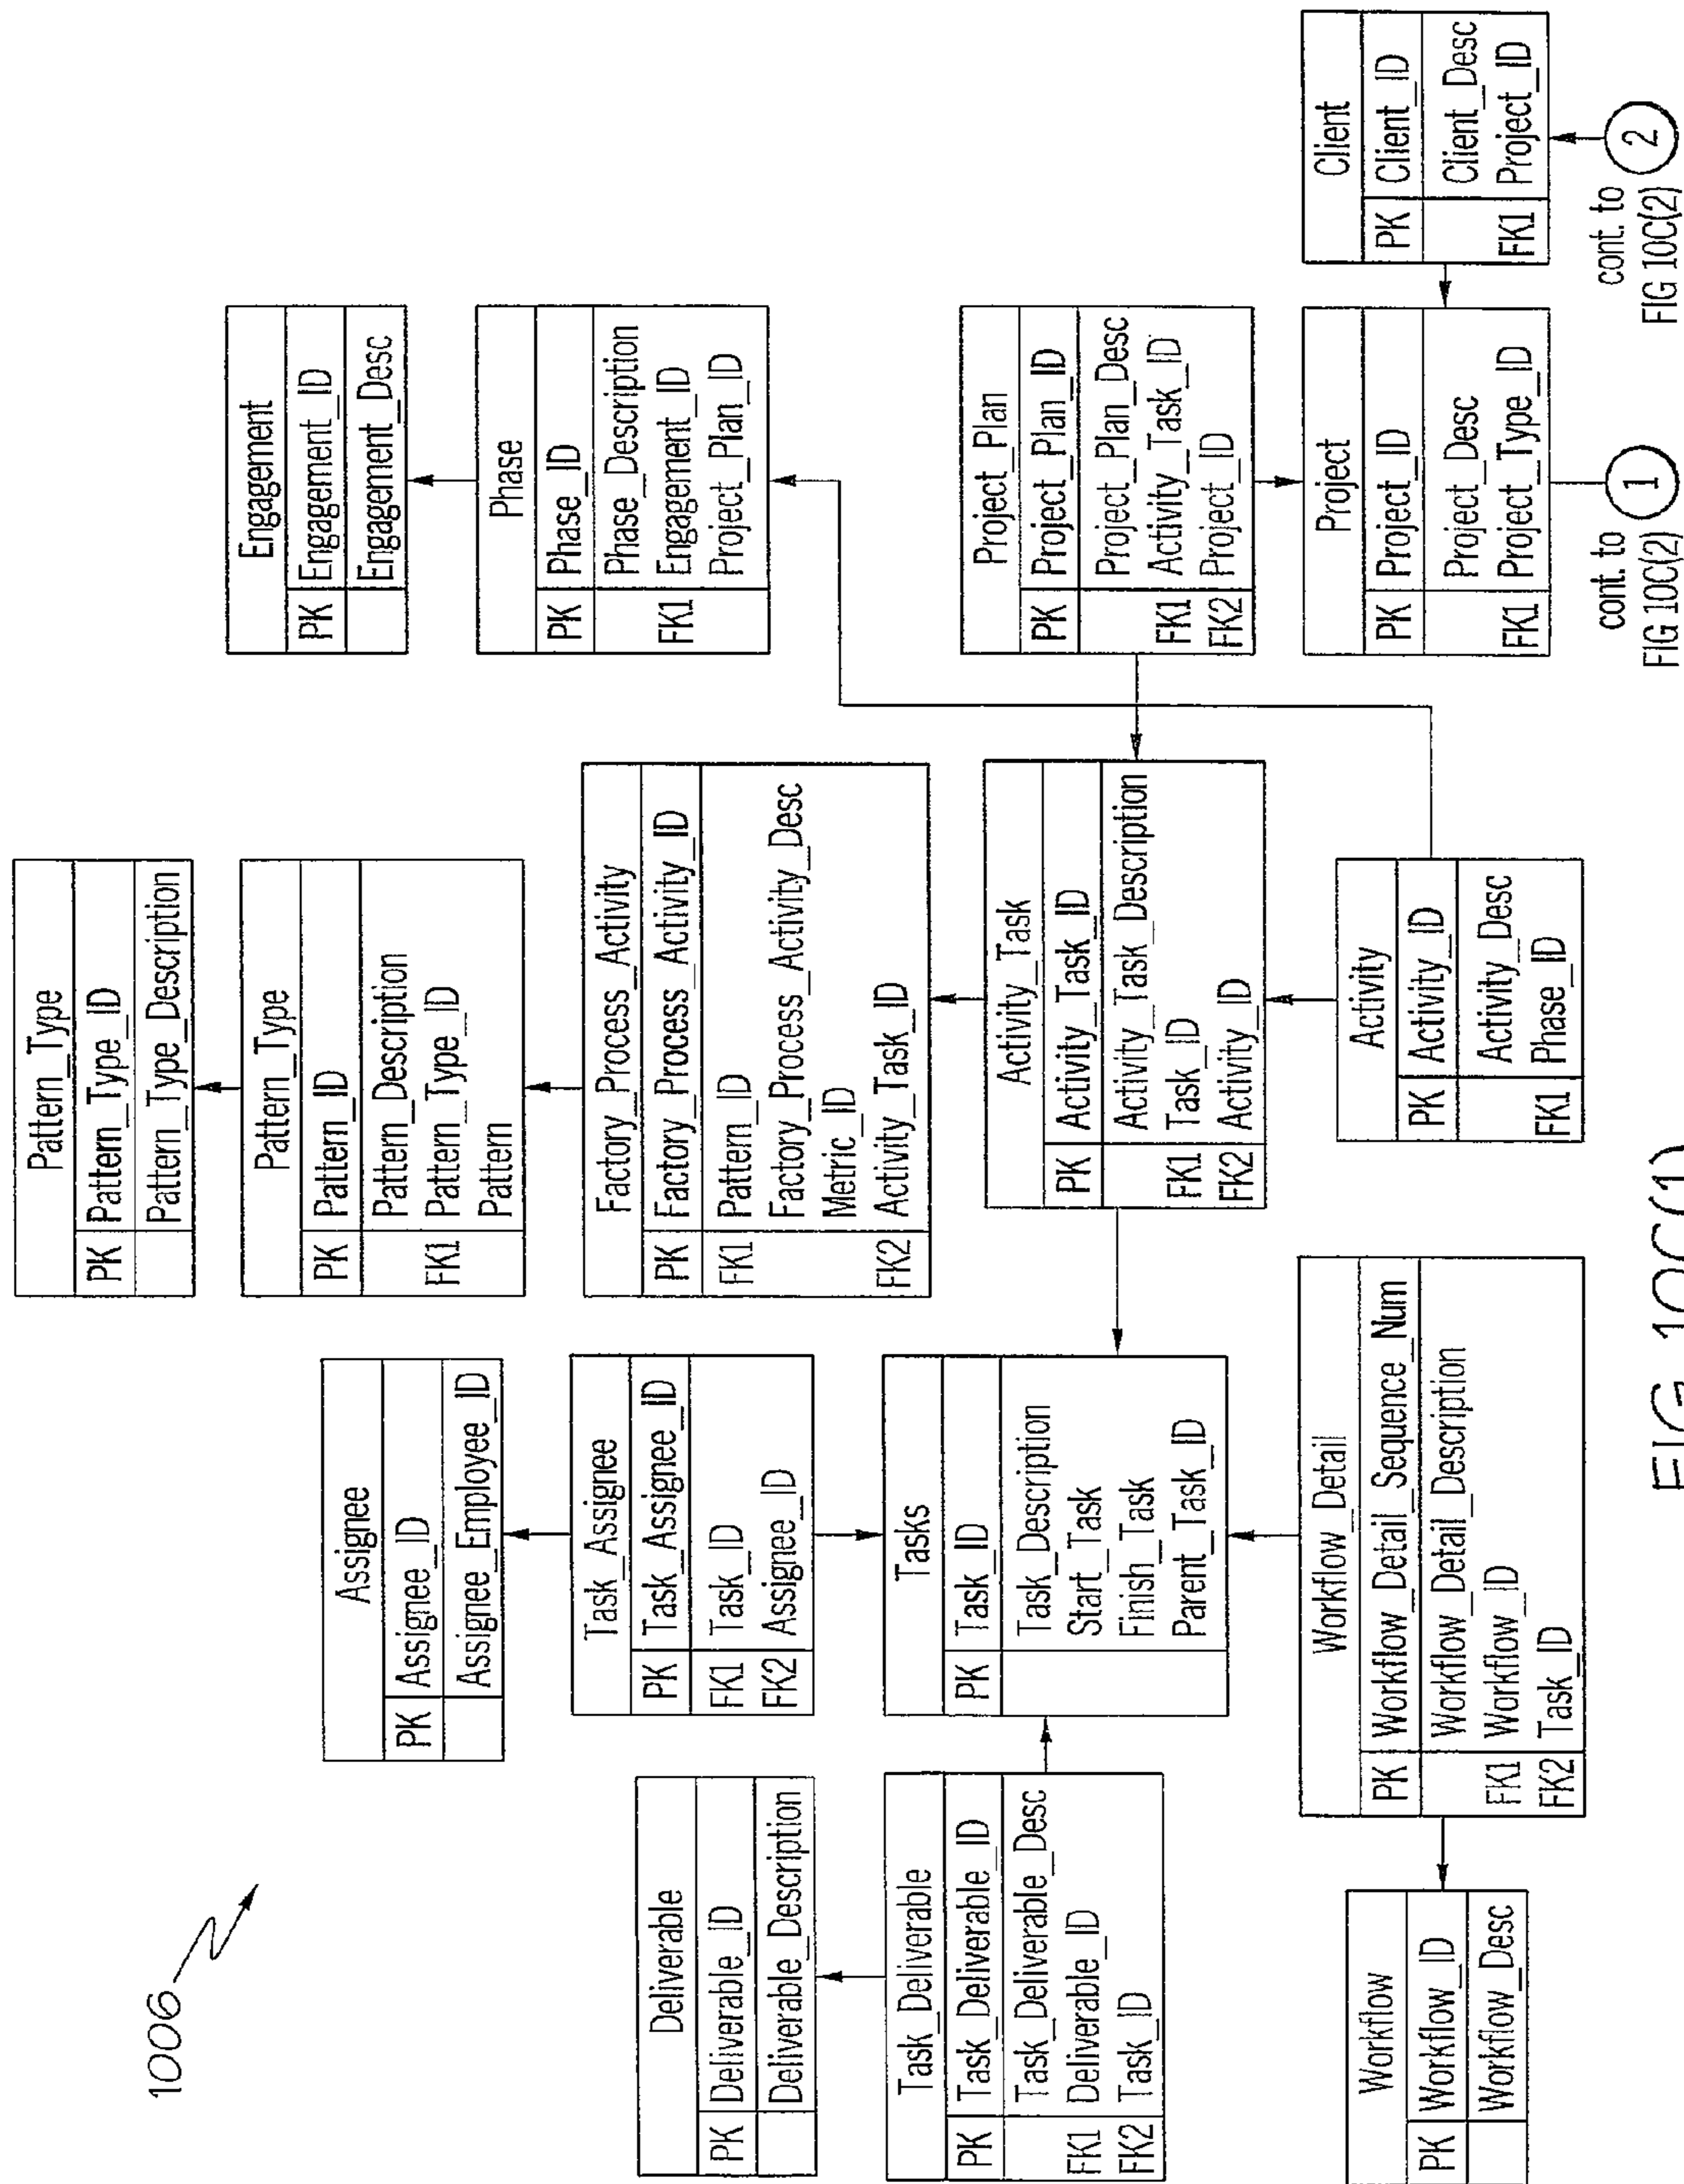 1006
Deliverable
PK Deliverable_ID
Deliverable_Description
Task_Deliverable
PK Task_Deliverable_ID
Task_Deliverable_Desc
FK1 Deliverable_ID
FK2 Task_ID
Workflow
PK Workflow_ID
Workflow_Desc
Assignee
PK Assignee_ID
Assignee_Employee_ID
Task_Assignee
PK Task_Assignee_ID
FK1 Task_ID
FK2 Assignee_ID
Tasks
PK Task_ID
Task_Description
Start_Task
Finish_Task
Parent_Task_ID
Workflow_Detail
PK Workflow_Detail_Sequence_Num
Workflow_Detail_Description
FK1 Workflow_ID
FK2 Task_ID
Pattern_Type
PK Pattern_Type_ID
Pattern_Type_Description
Pattern_Type
PK Pattern_ID
Pattern_Description
FK1 Pattern_Type_ID
Pattern
Factory_Process_Activity
PK Factory_Process_Activity_ID
FK1 Pattern_ID
Factory_Process_Activity_Desc
Metric_ID
FK2 Activity_Task_ID
Activity_Task
PK Activity_Task_ID
Activity_Task_Description
FK1 Task_ID
FK2 Activity_ID
Activity
PK Activity_ID
Activity_Desc
FK1 Phase_ID
Engagement
PK Engagement_ID
Engagement_Desc
Phase
PK Phase_ID
Phase_Description
FK1 Engagement_ID
Project_Plan_ID
Project_Plan
PK Project_Plan_ID
Project_Plan_Desc
FK1 Activity_Task_ID
FK2 Project_ID
Project
PK Project_ID
Project_Desc
FK1 Project_Type_ID
cont. to
FIG 10C(2) 1
Client
PK Client_ID
Client_Desc
FK1 Project_ID
cont. to
FIG 10C(2) 2
FIG 10C(1)